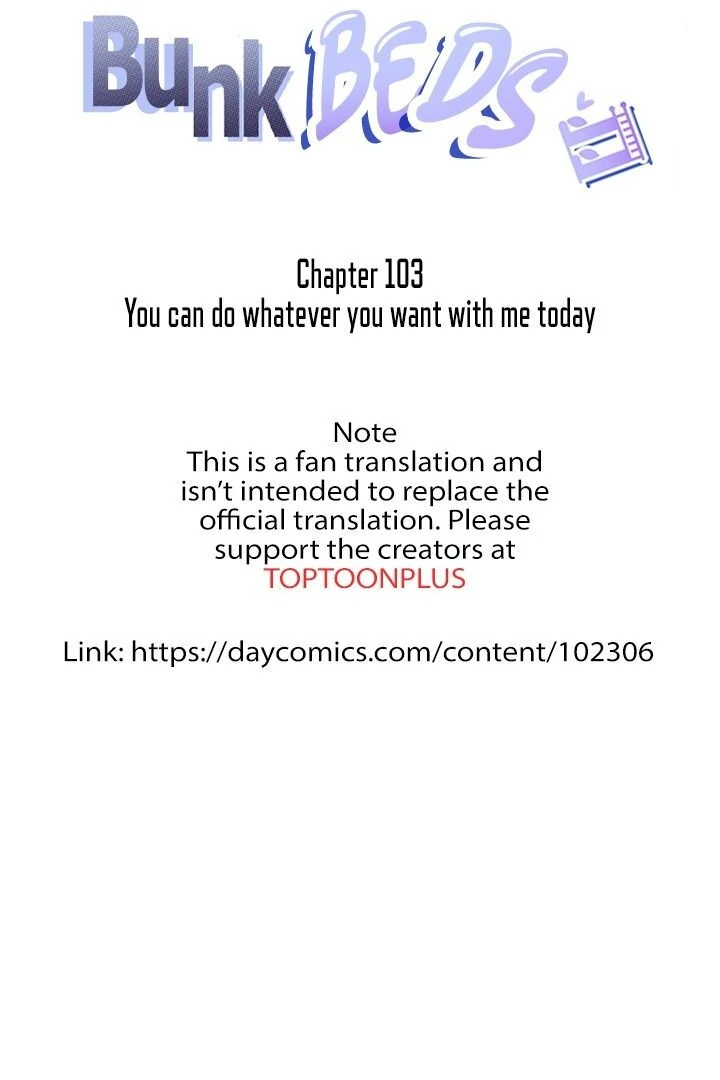 Bunk BEDS
Chapter 103
You can do whatever you want with me today
Note
This is a fan translation and
isn't intended to replace the
official translation. Please
support the creators at
TOPTOONPLUS
Link: https://daycomics.com/content/102306